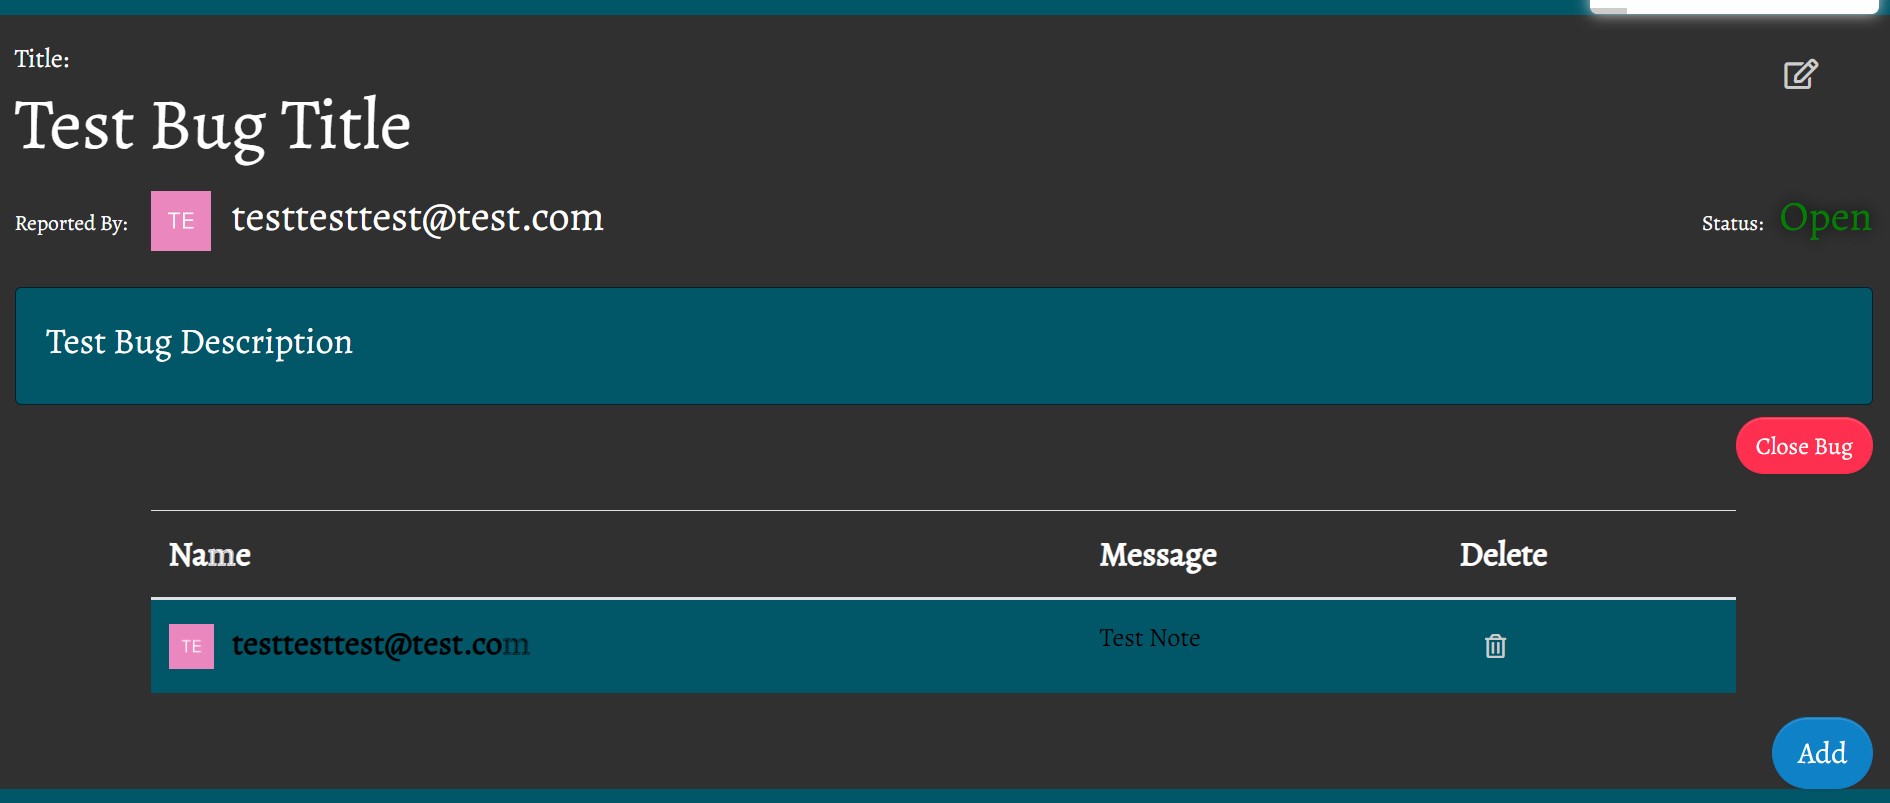 Title:
Test Bug Title
Reported By: TE testtesttest@test.com Status: Open
Test Bug Description
Close Bug
Name Message Delete
TE testtesttest@test.com Test Note
Add